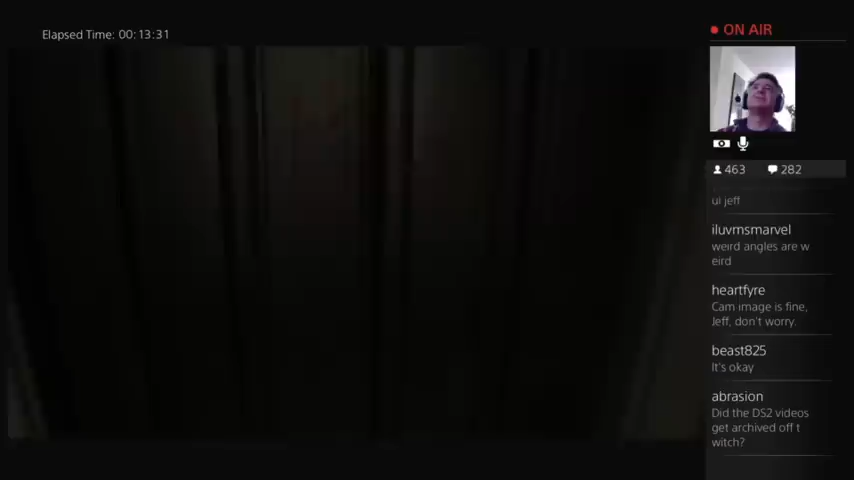 Elapsed Time: 00:13:31
ON AIR
463 282
ul jeff
iluvmsmarvel
weird angles are w
eird
heartfyre
Cam image is fine,
Jeff, don't worry.
beast825
It's okay
abrasion
Did the DS2 videos
get archived off t
witch?